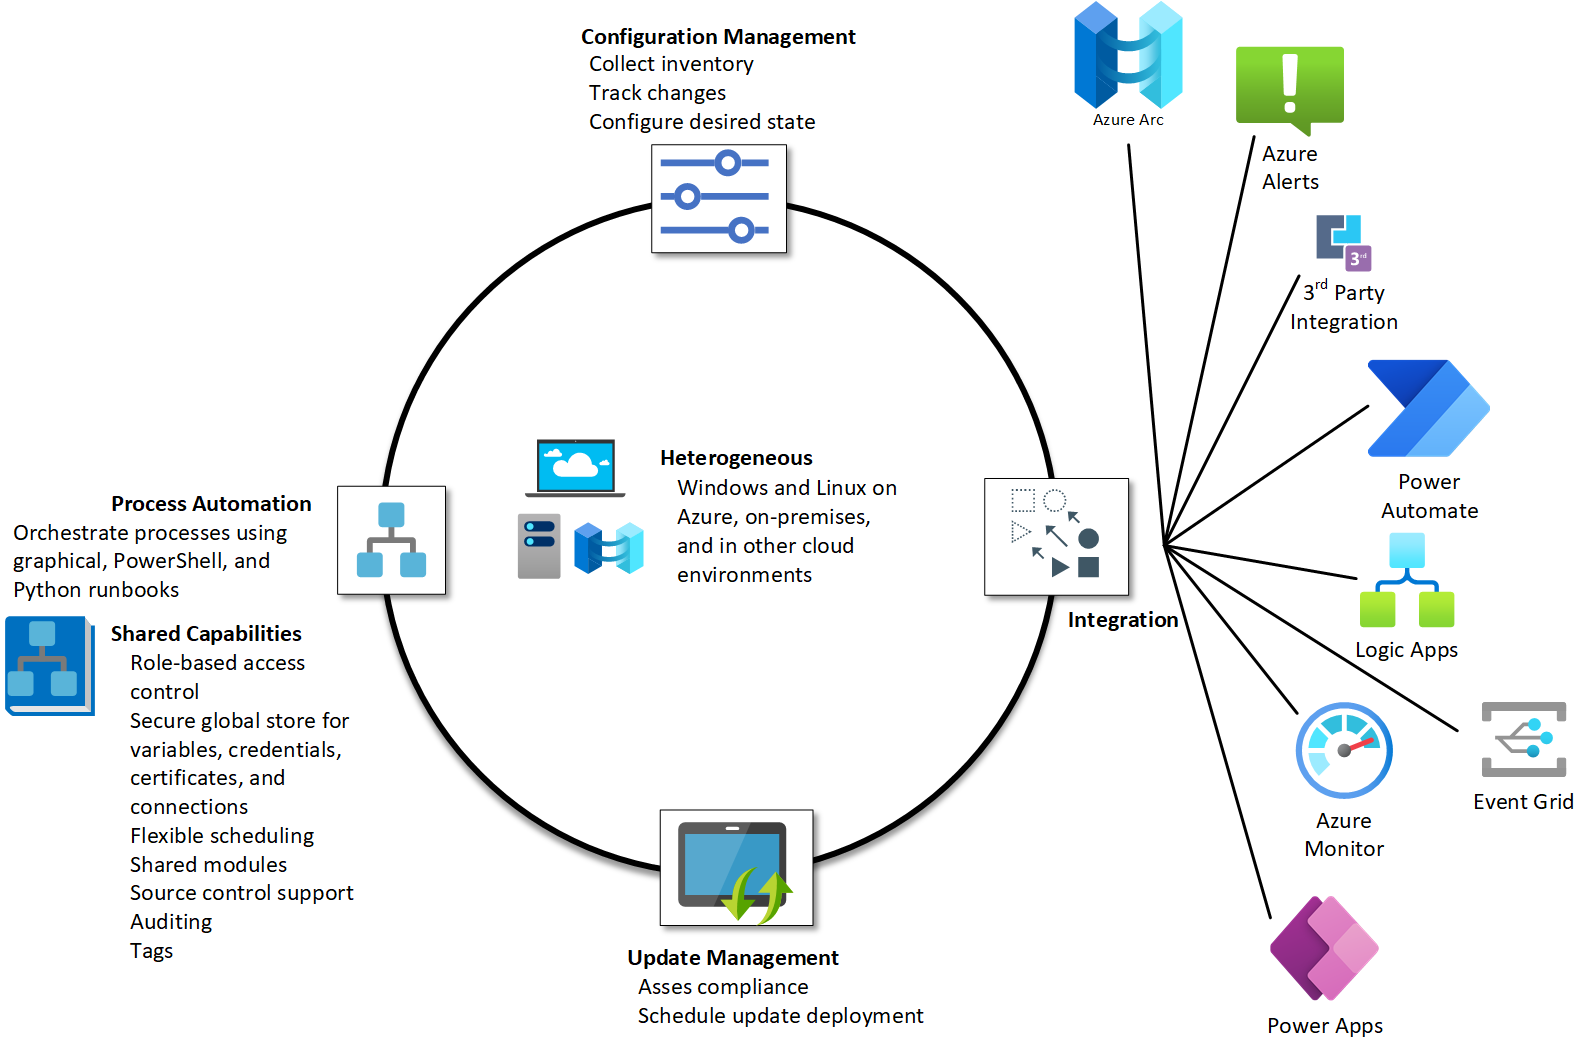 Configuration Management
Collect inventory
Track changes
Configure desired state
Azure Arc
Azure
Alerts
3rd
3rd Party
Integration
Power
Automate
Logic Apps
Event Grid
Azure
Monitor
Power Apps
Integration
Heterogeneous
Windows and Linux on
Azure, on-premises,
and in other cloud
environments
Process Automation
Orchestrate processes using
graphical, PowerShell, and
Python runbooks
Shared Capabilities
Role-based access
control
Secure global store for
variables, credentials,
certificates, and
connections
Flexible scheduling
Shared modules
Source control support
Auditing
Tags
Update Management
Asses compliance
Schedule update deployment